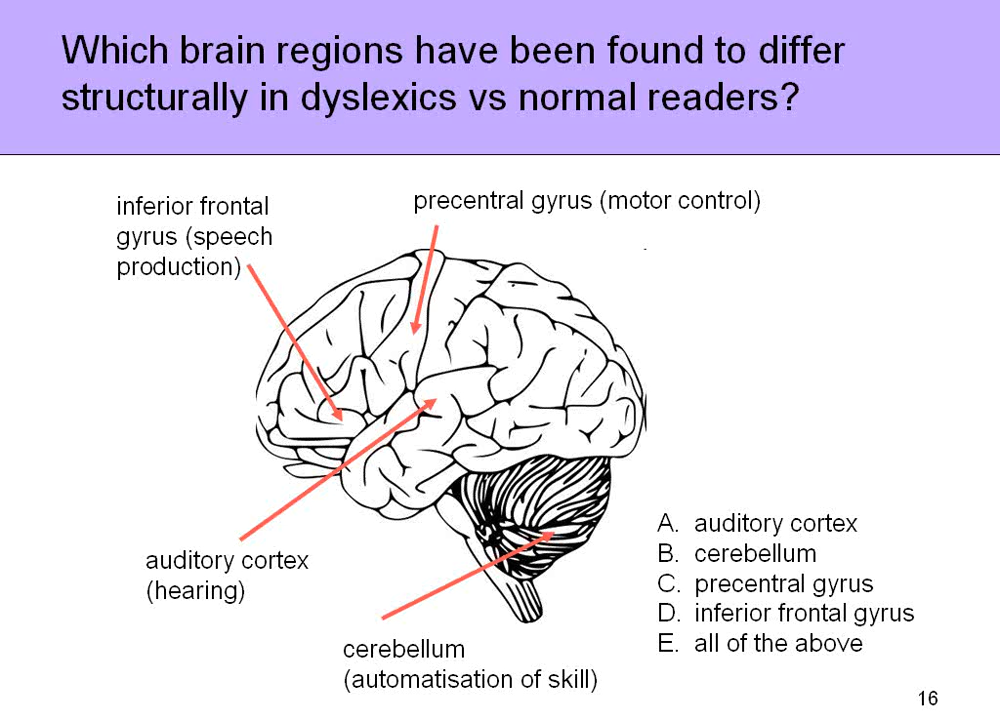 Which brain regions have been found to differ
structurally in dyslexics vs normal readers?
inferior frontal
gyrus (speech
production)
precentral gyrus (motor control)
auditory cortex
(hearing)
cerebellum
(automatisation of skill)
A. auditory cortex
B. cerebellum
C. precentral gyrus
D. inferior frontal gyrus
E. all of the above
16